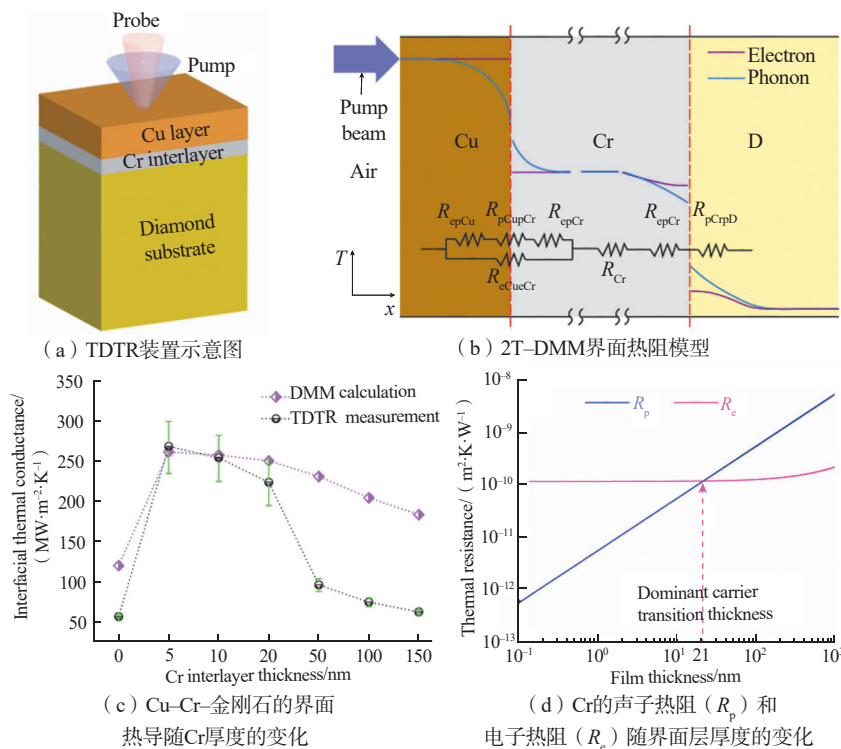 Probe
Pump
Cu layer
Cr interlayer
Diamond
substrate
（a）TDTR装置示意图
Electron
Phonon
Pump
beam
Air
Cu
Cr
D
R_epCu
R_pCupCr
R_epCr
R_epCr
R_pCrpD
R_eCueCr
R_Cr
T
x
（b）2T–DMM界面热阻模型
Interfacial thermal conductance/
（MW·m⁻²·K⁻¹）
350
300
250
200
150
100
50
DMM calculation
TDTR measurement
0 5 10 20 50 100 150
Cr interlayer thickness/nm
（c）Cu–Cr–金刚石的界面
热导随Cr厚度的变化
Thermal resistance/（m²·K·W⁻¹）
10⁻⁸
10⁻⁹
10⁻¹⁰
10⁻¹¹
10⁻¹²
10⁻¹³
R_p
R_e
Dominant carrier
transition thickness
10⁻¹ 10⁰ 10¹ 21 10² 10³
Film thickness/nm
（d）Cr的声子热阻（R_p）和
电子热阻（R_e）随界面层厚度的变化